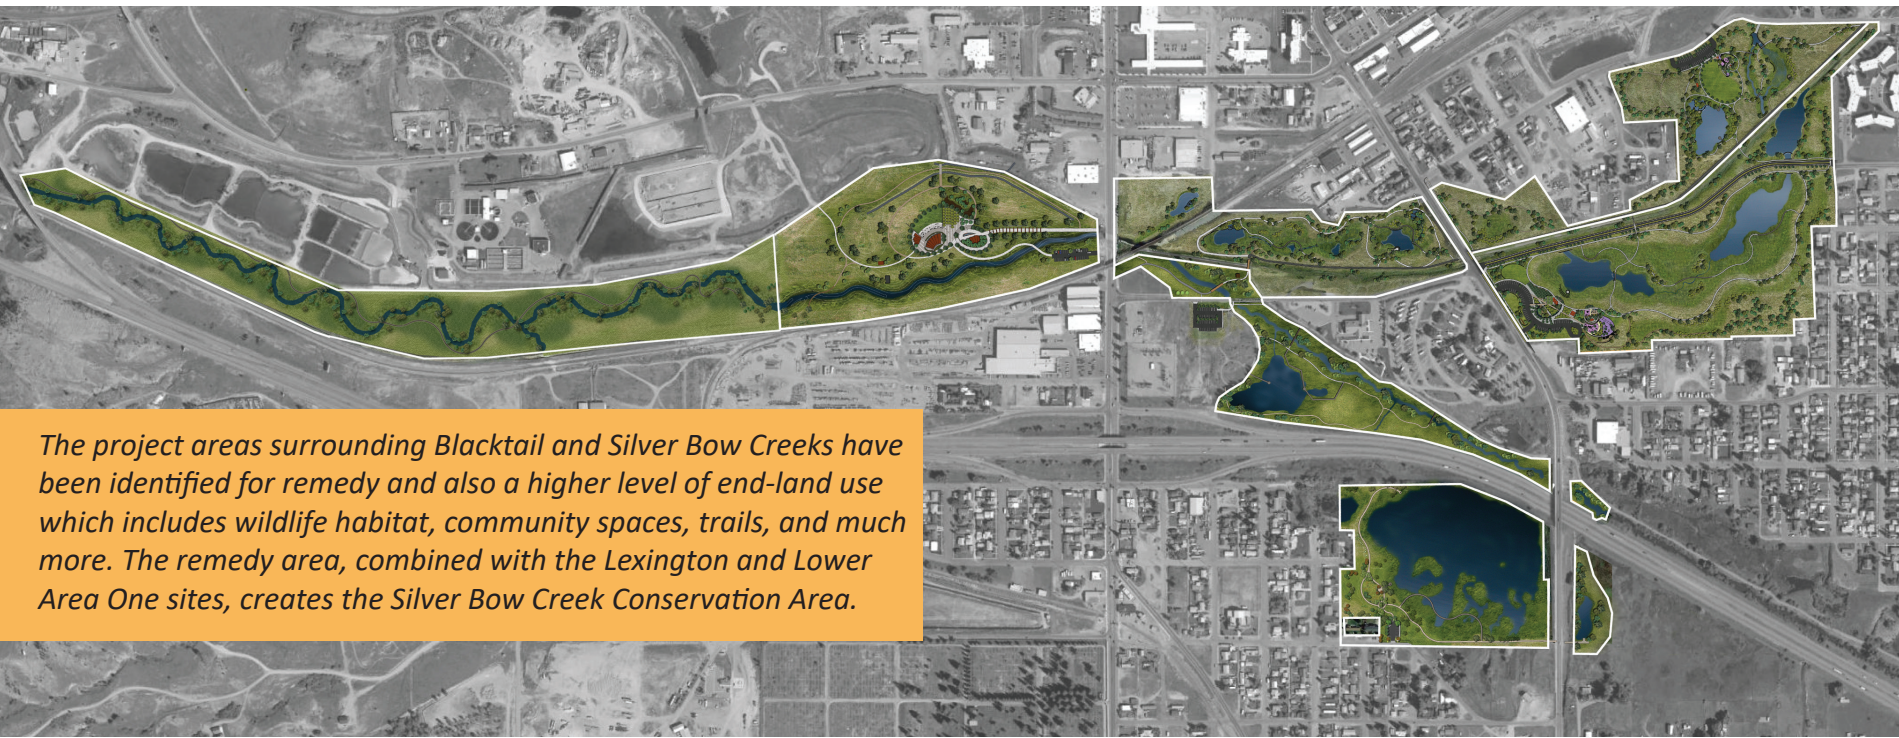 The project areas surrounding Blacktail and Silver Bow Creeks have
been identified for remedy and also a higher level of end-land use
which includes wildlife habitat, community spaces, trails, and much
more. The remedy area, combined with the Lexington and Lower
Area One sites, creates the Silver Bow Creek Conservation Area.